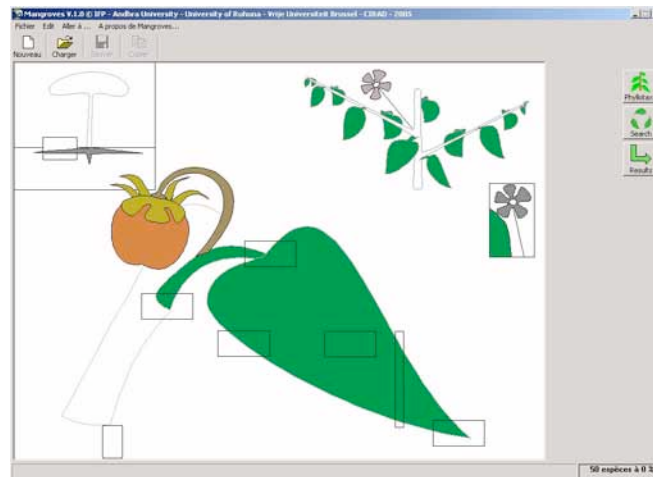 Mangroves V.1.0 © IFP - Andhra University - University of Ruhuna - Vrije Universiteit Brussel - CIRAD - 2005
Fichier Edit Aller à ... A propos de Mangroves...
Nouveau Charger Copier
Search
Results
50 espèces à 0 %